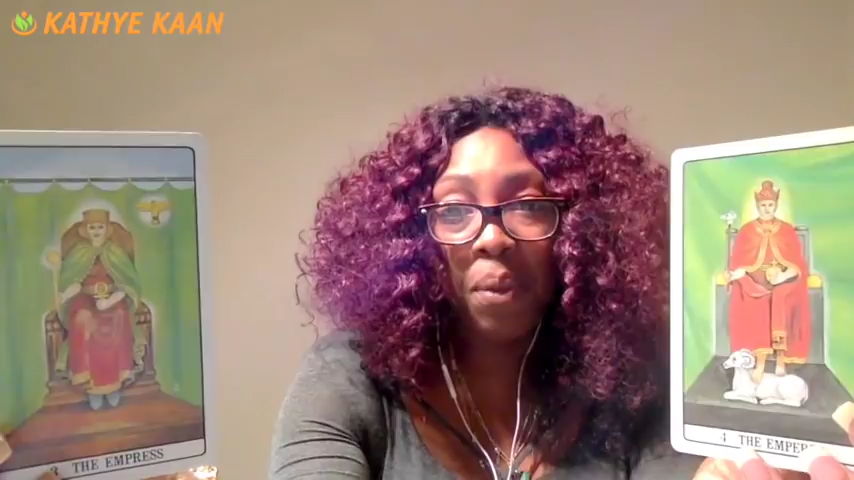 KATHYE KAAN
3 THE EMPRESS
4 THE EMPER